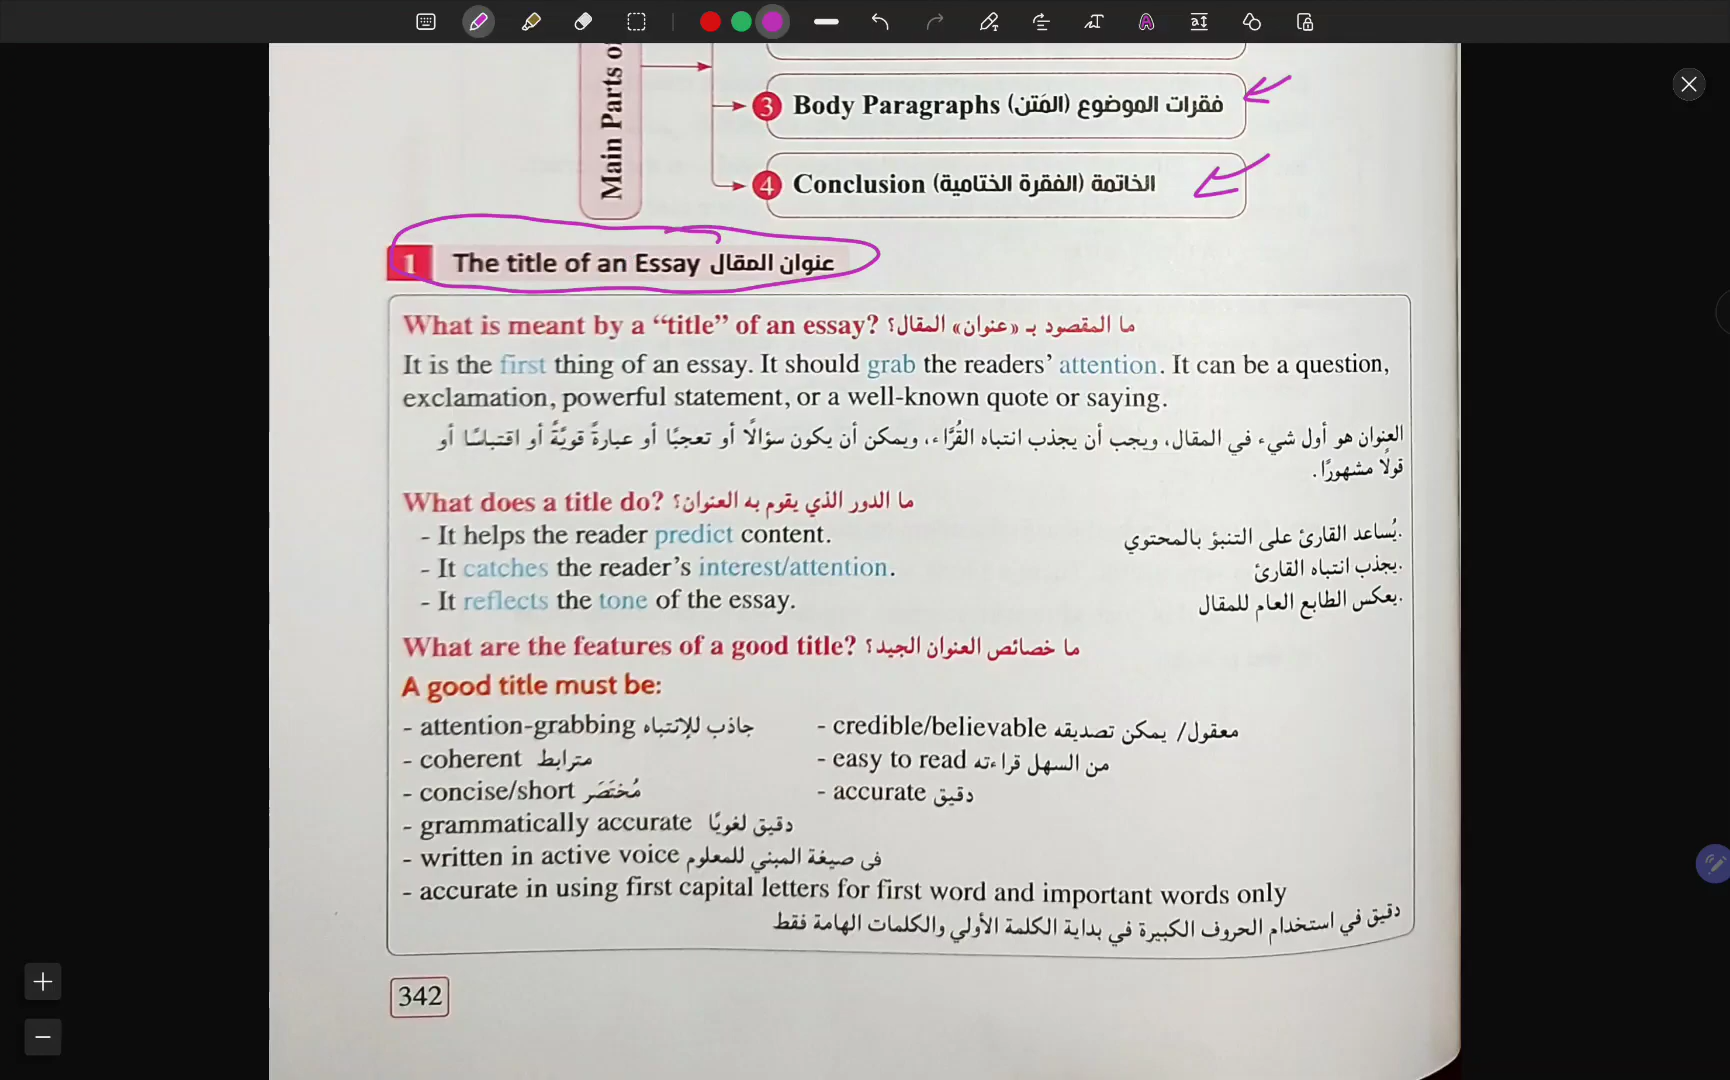 Main Parts o
3 Body Paragraphs فقرات الموضوع (المَتن)
4 Conclusion الخاتمة (الفقرة الختامية)
1 The title of an Essay عنوان المقال
What is meant by a “title” of an essay? ما المقصود بـ «عنوان» المقال؟
It is the first thing of an essay. It should grab the readers’ attention. It can be a question,
exclamation, powerful statement, or a well-known quote or saying.
العنوان هو أول شيء في المقال، ويجب أن يجذب انتباه القُرَّاء، ويمكن أن يكون سؤالًا أو تعجبًا أو عبارةً قويَّةً أو اقتباسًا أو
قولًا مشهورًا.
What does a title do? ما الدور الذي يقوم به العنوان؟
- It helps the reader predict content. يُساعد القارئ على التنبؤ بالمحتوي.
- It catches the reader’s interest/attention. يجذب انتباه القارئ.
- It reflects the tone of the essay. يعكس الطابع العام للمقال.
What are the features of a good title? ما خصائص العنوان الجيد؟
A good title must be:
- attention-grabbing جاذب للإنتباه - credible/believable معقول/ يمكن تصديقه
- coherent مترابط - easy to read من السهل قراءته
- concise/short مُختَصَر - accurate دقيق
- grammatically accurate دقيق لغويًا
- written in active voice فى صيغة المبني للمعلوم
- accurate in using first capital letters for first word and important words only
دقيق في استخدام الحروف الكبيرة في بداية الكلمة الأولي والكلمات الهامة فقط
342